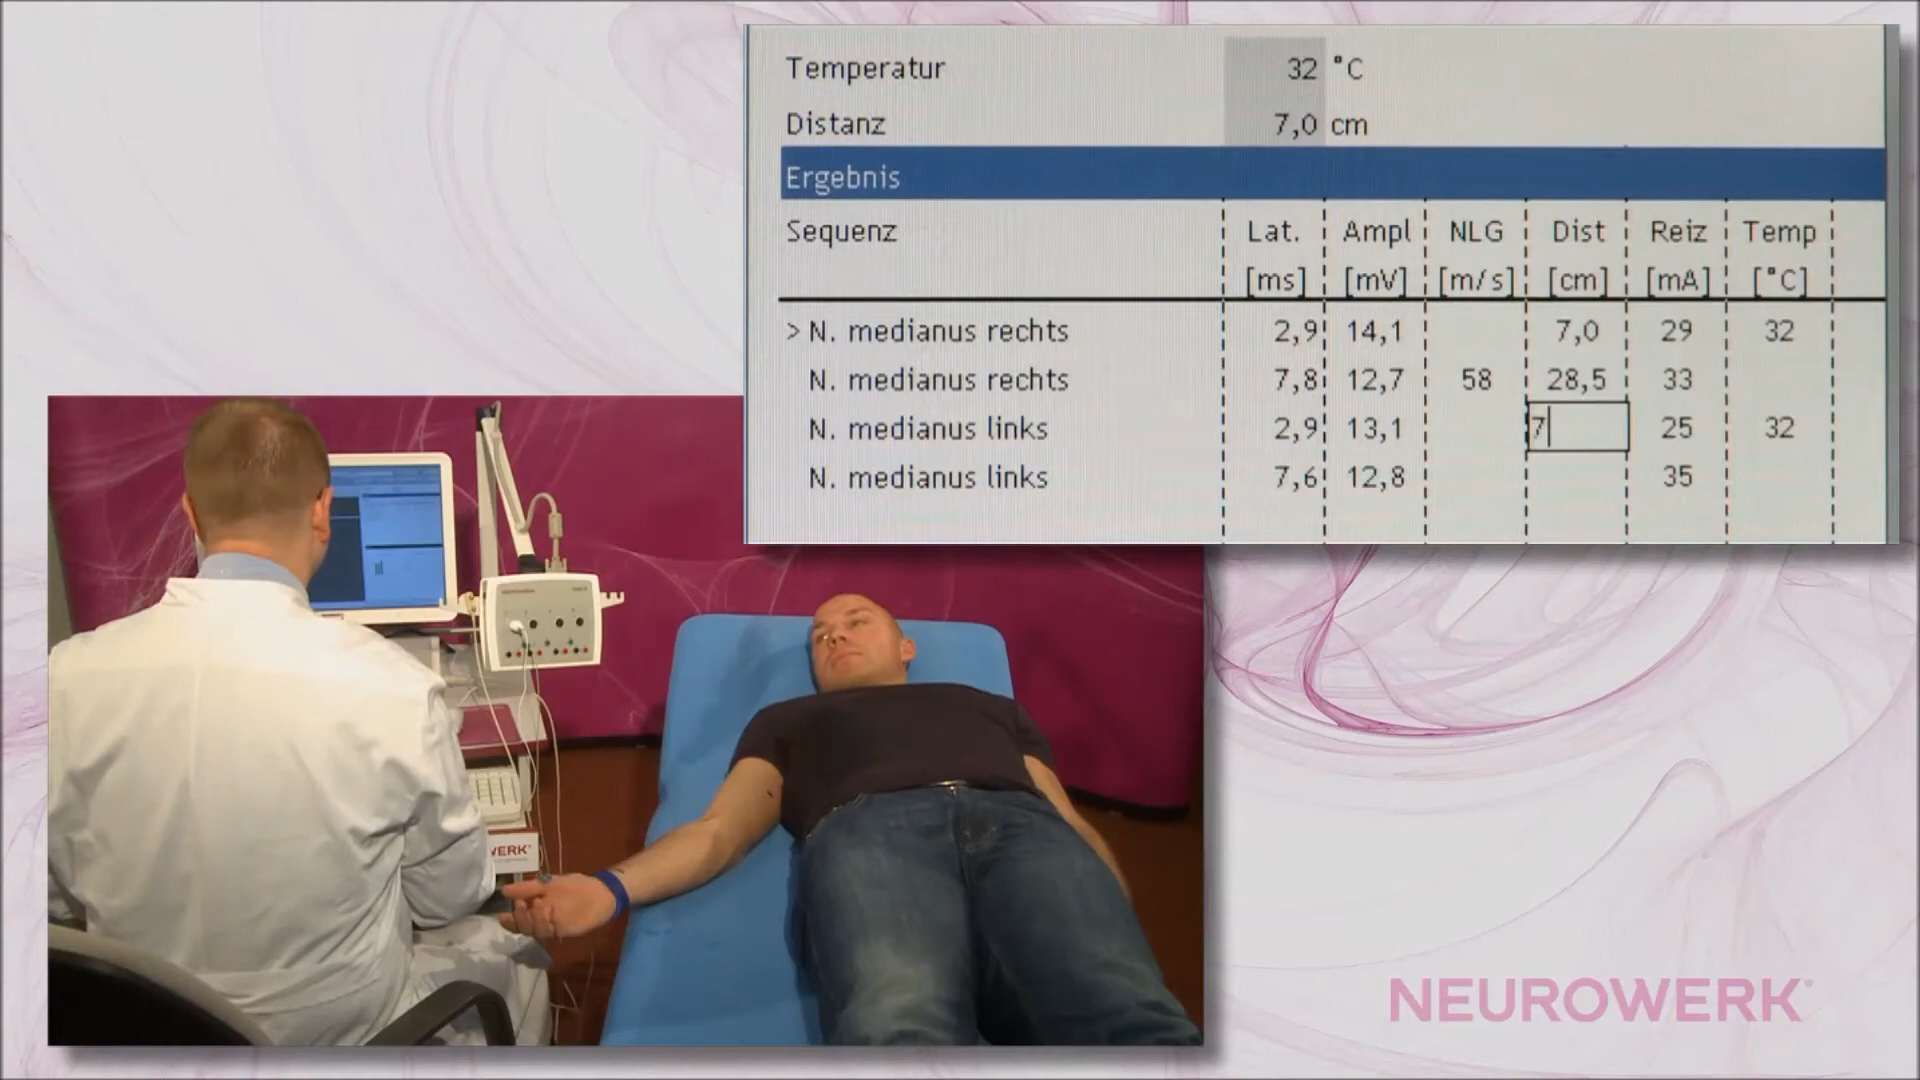 Temperatur 32 °C
Distanz 7,0 cm
Ergebnis
Sequenz Lat. Ampl NLG Dist Reiz Temp
[ms] [mV] [m/s] [cm] [mA] [°C]
> N. medianus rechts 2,9 14,1 7,0 29 32
N. medianus rechts 7,8 12,7 58 28,5 33
N. medianus links 2,9 13,1 7 25 32
N. medianus links 7,6 12,8 35
WERK®
NEUROWERK®